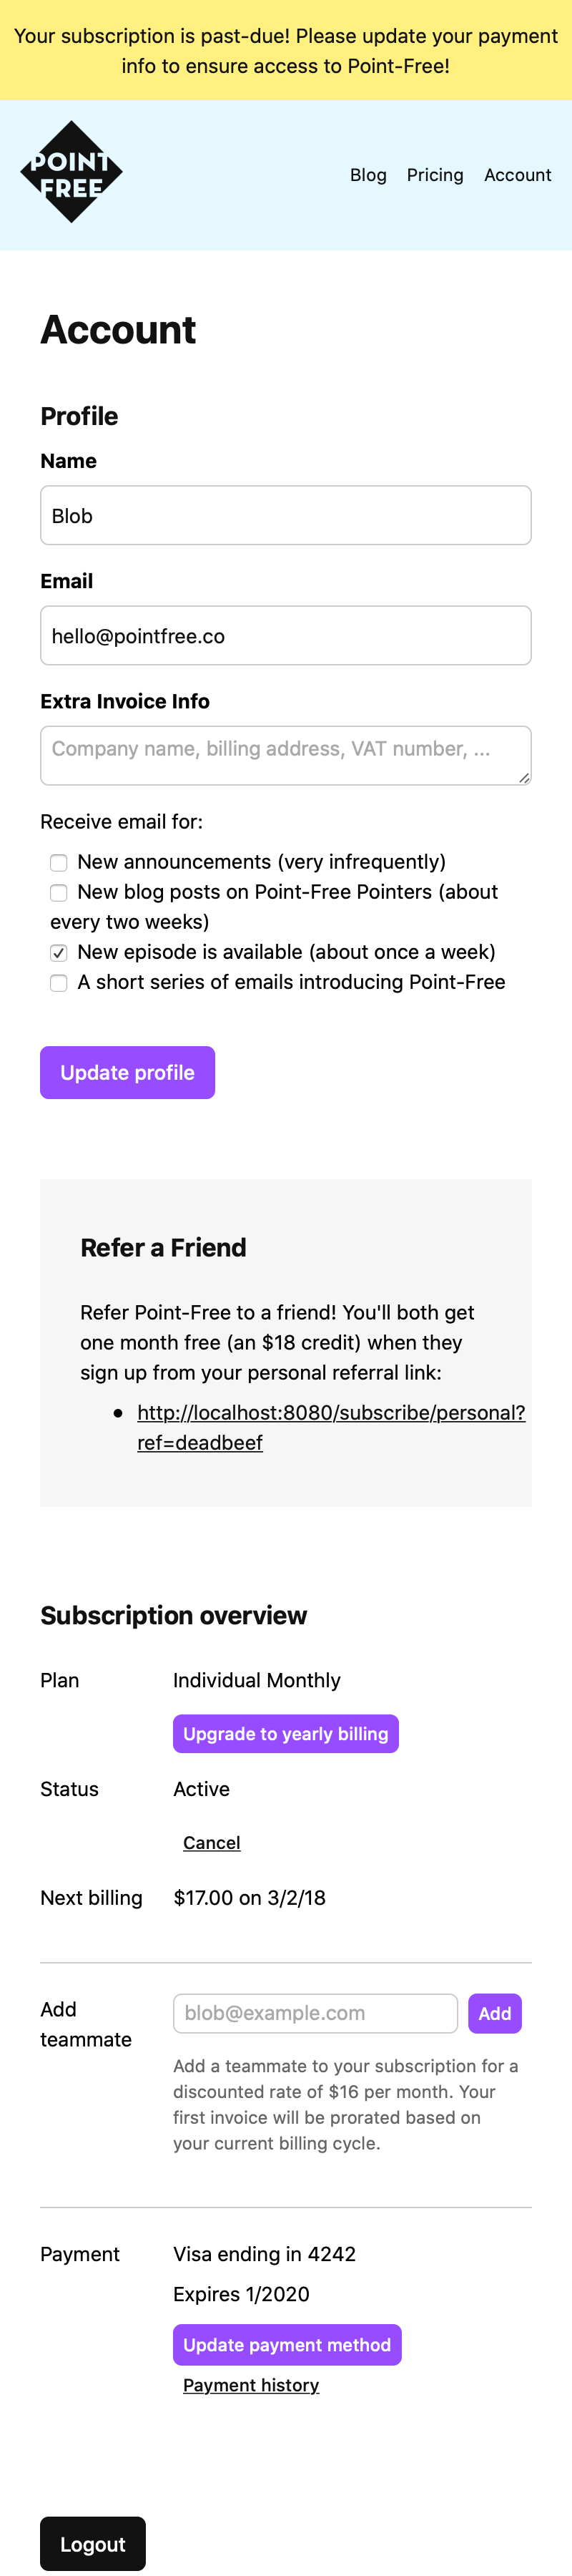 Your subscription is past-due! Please update your payment
info to ensure access to Point-Free!
POINT
FREE
Blog Pricing Account
Account
Profile
Name
Blob
Email
hello@pointfree.co
Extra Invoice Info
Company name, billing address, VAT number, ...
Receive email for:
New announcements (very infrequently)
New blog posts on Point-Free Pointers (about
every two weeks)
New episode is available (about once a week)
A short series of emails introducing Point-Free
Update profile
Refer a Friend
Refer Point-Free to a friend! You'll both get
one month free (an $18 credit) when they
sign up from your personal referral link:
http://localhost:8080/subscribe/personal?
ref=deadbeef
Subscription overview
Plan Individual Monthly
Upgrade to yearly billing
Status Active
Cancel
Next billing $17.00 on 3/2/18
Add
teammate
blob@example.com Add
Add a teammate to your subscription for a
discounted rate of $16 per month. Your
first invoice will be prorated based on
your current billing cycle.
Payment Visa ending in 4242
Expires 1/2020
Update payment method
Payment history
Logout